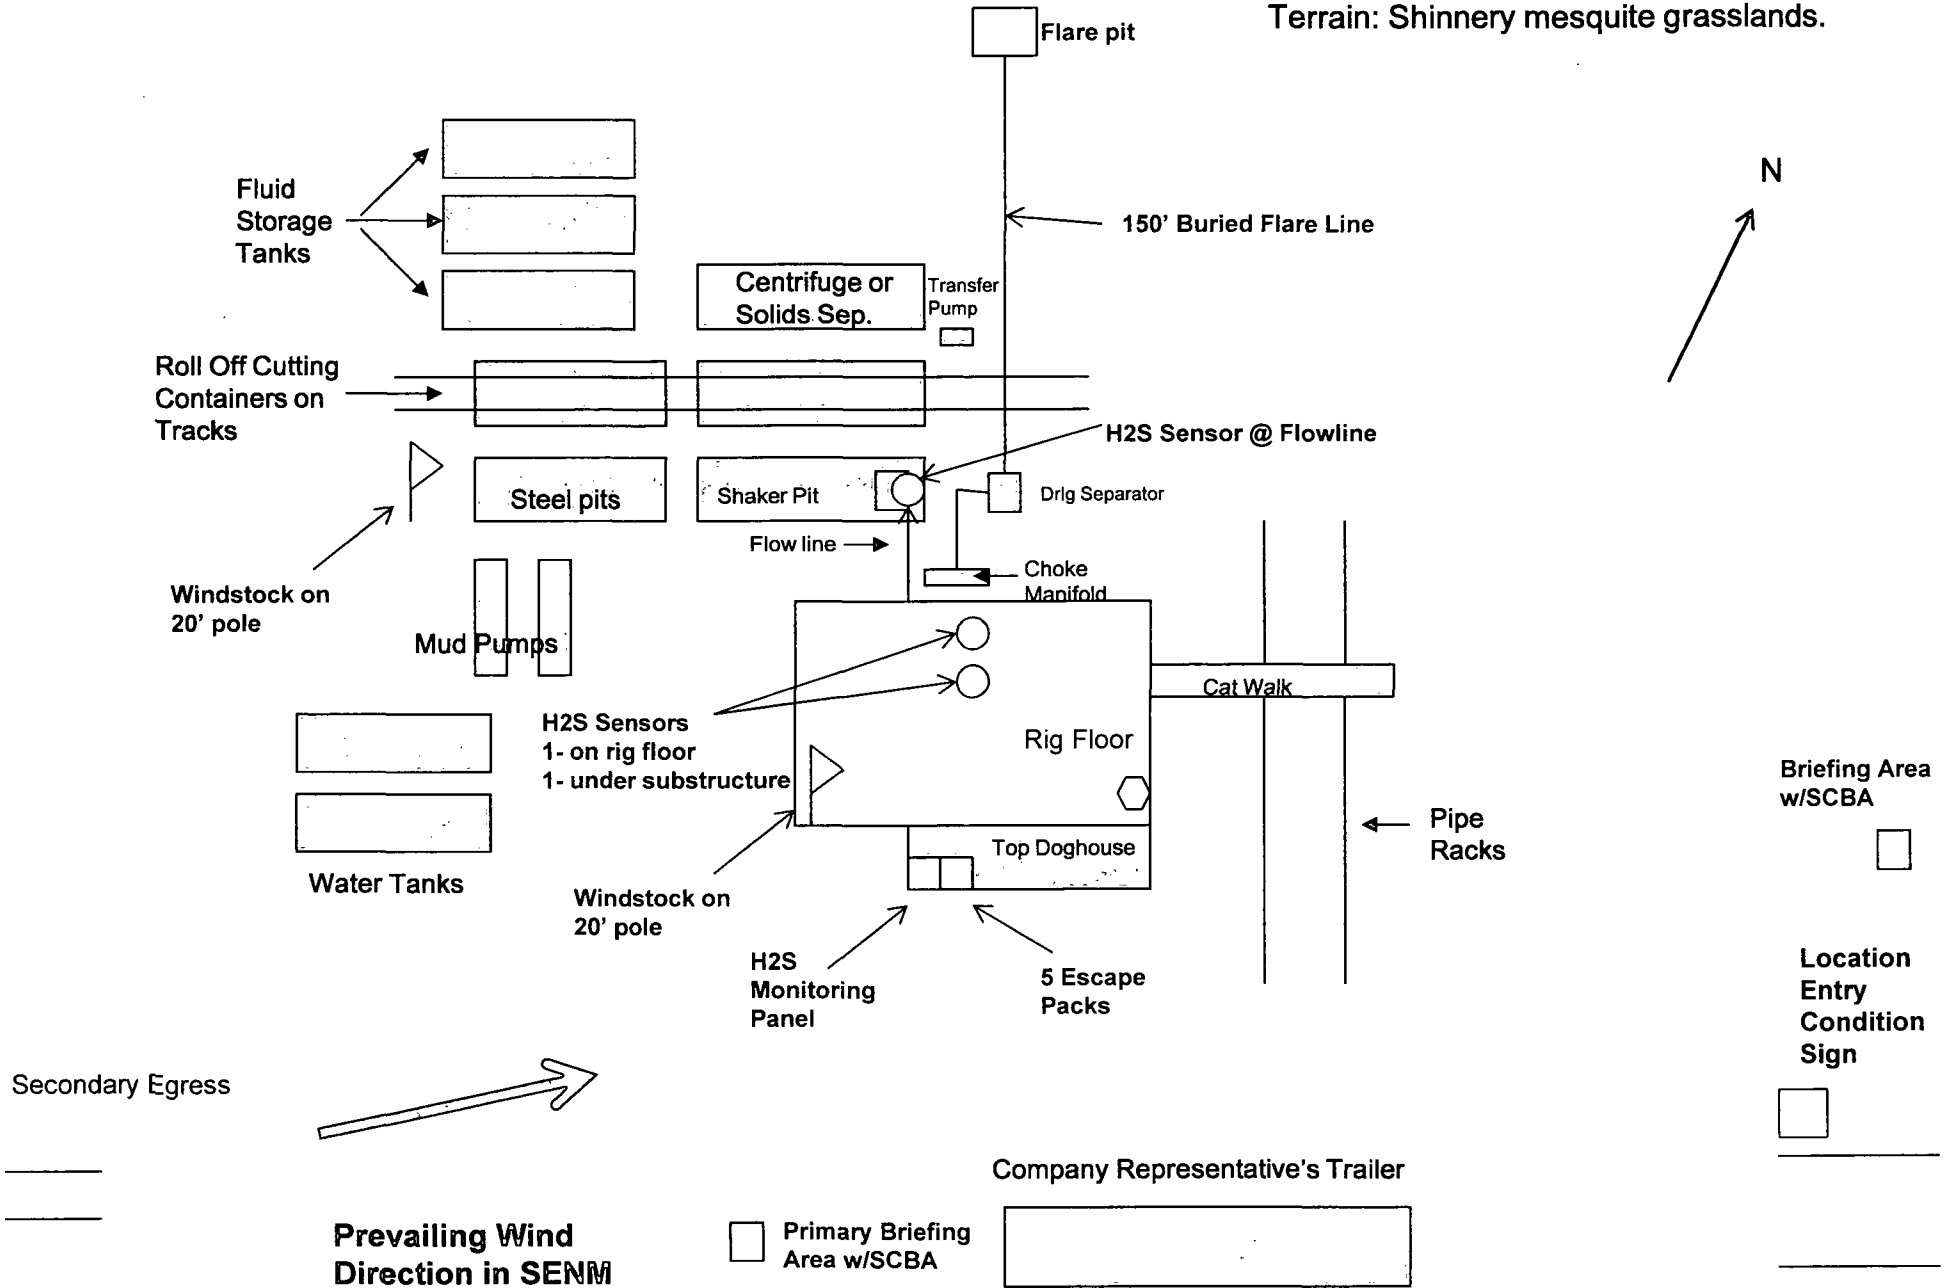 Terrain: Shinnery mesquite grasslands.
Flare pit
N
Fluid
Storage
Tanks
150' Buried Flare Line
Centrifuge or
Solids Sep.
Transfer
Pump
Roll Off Cutting
Containers on
Tracks
H2S Sensor @ Flowline
Steel pits
Shaker Pit
Drlg Separator
Flow line
Choke
Manifold
Windstock on
20' pole
Mud Pumps
Cat Walk
H2S Sensors
1- on rig floor
1- under substructure
Rig Floor
Briefing Area
w/SCBA
Pipe
Racks
Top Doghouse
Water Tanks
Windstock on
20' pole
H2S
Monitoring
Panel
5 Escape
Packs
Location
Entry
Condition
Sign
Secondary Egress
Company Representative's Trailer
Prevailing Wind
Direction in SENM
Primary Briefing
Area w/SCBA